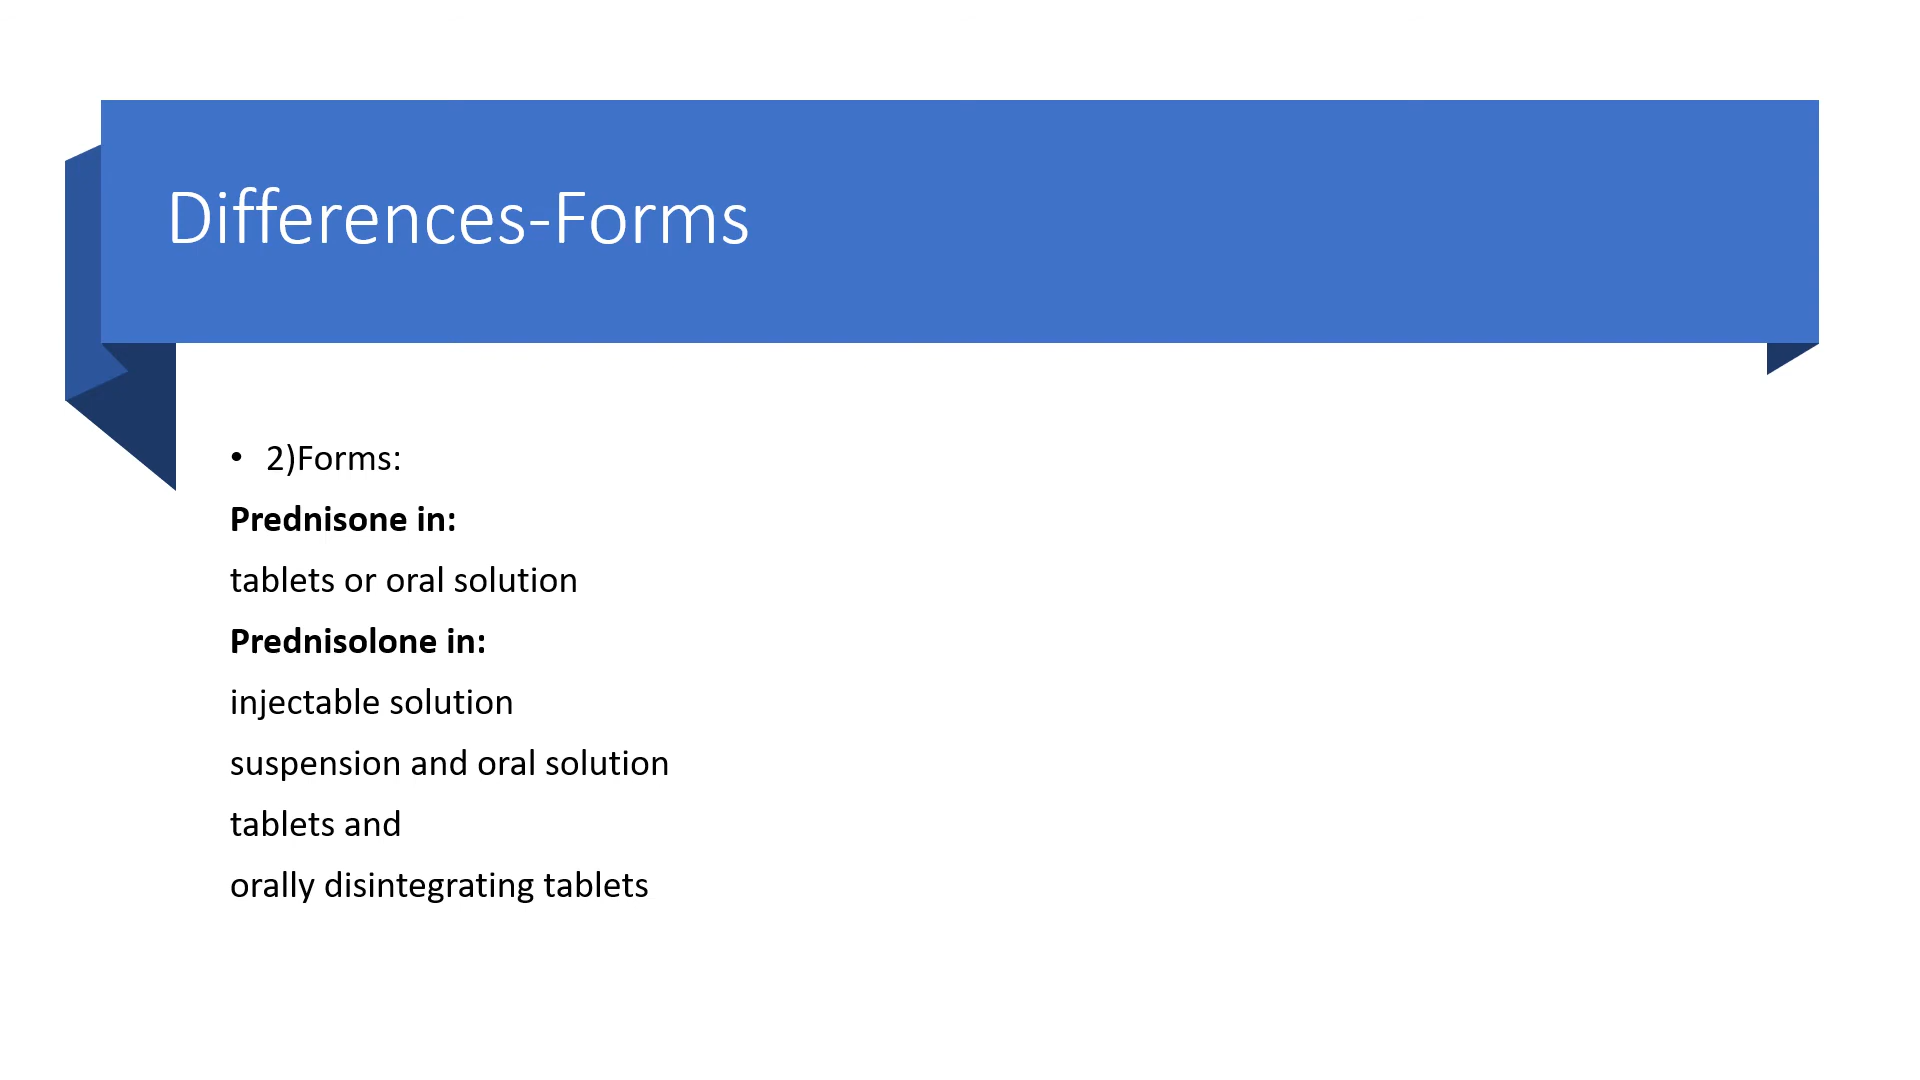 Differences-Forms
• 2)Forms:
Prednisone in:
tablets or oral solution
Prednisolone in:
injectable solution
suspension and oral solution
tablets and
orally disintegrating tablets